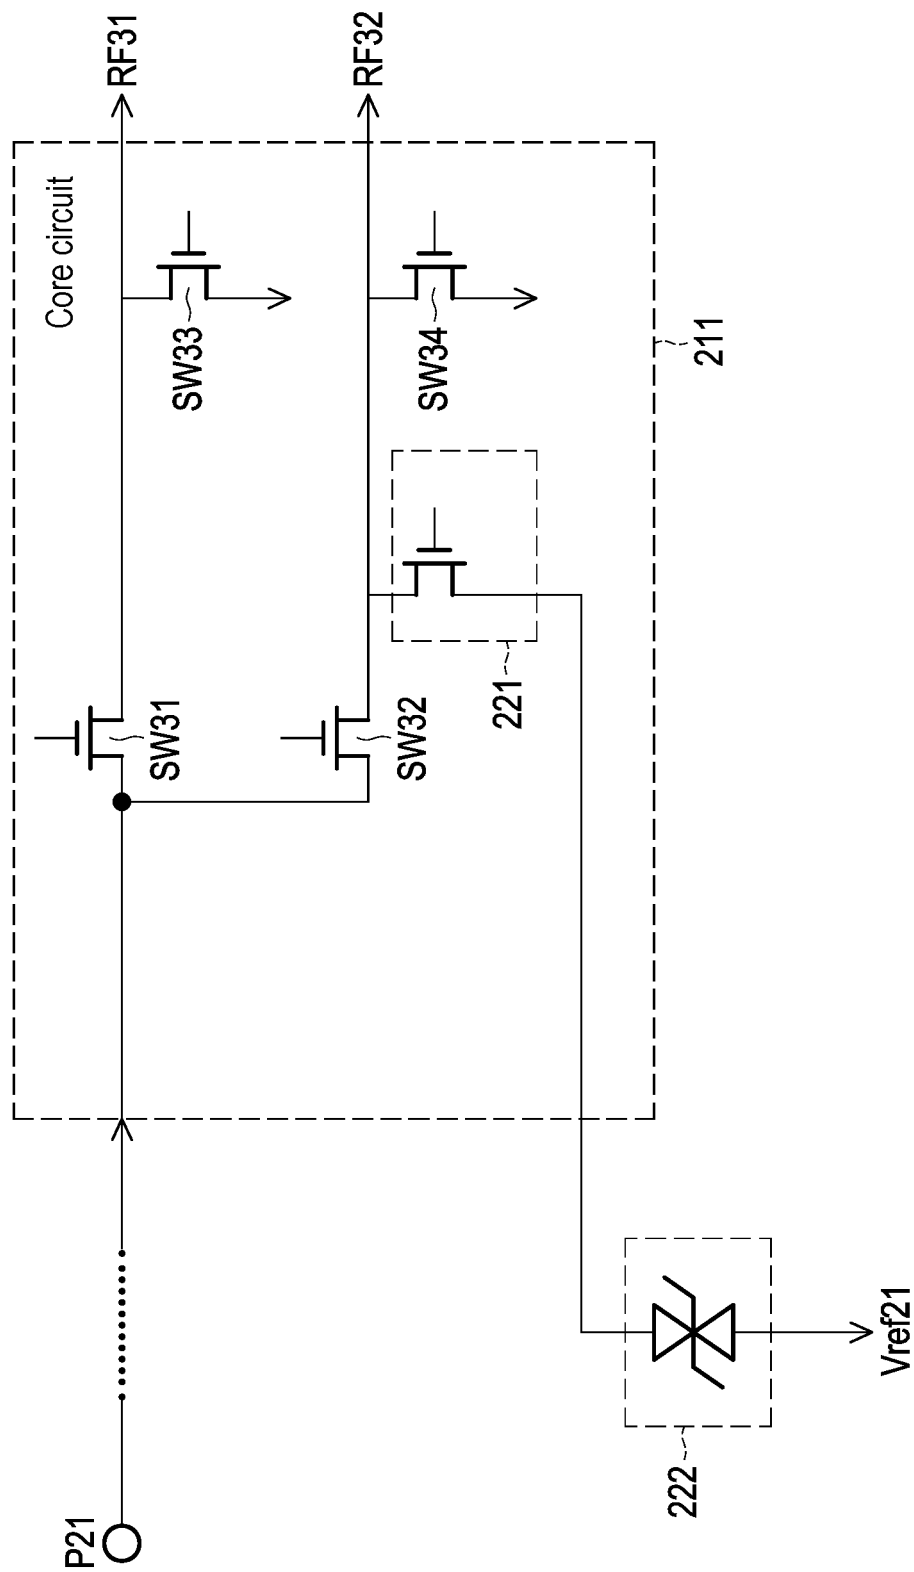 P21
Core circuit
SW31
SW33
RF31
SW32
221
SW34
RF32
211
222
Vref21